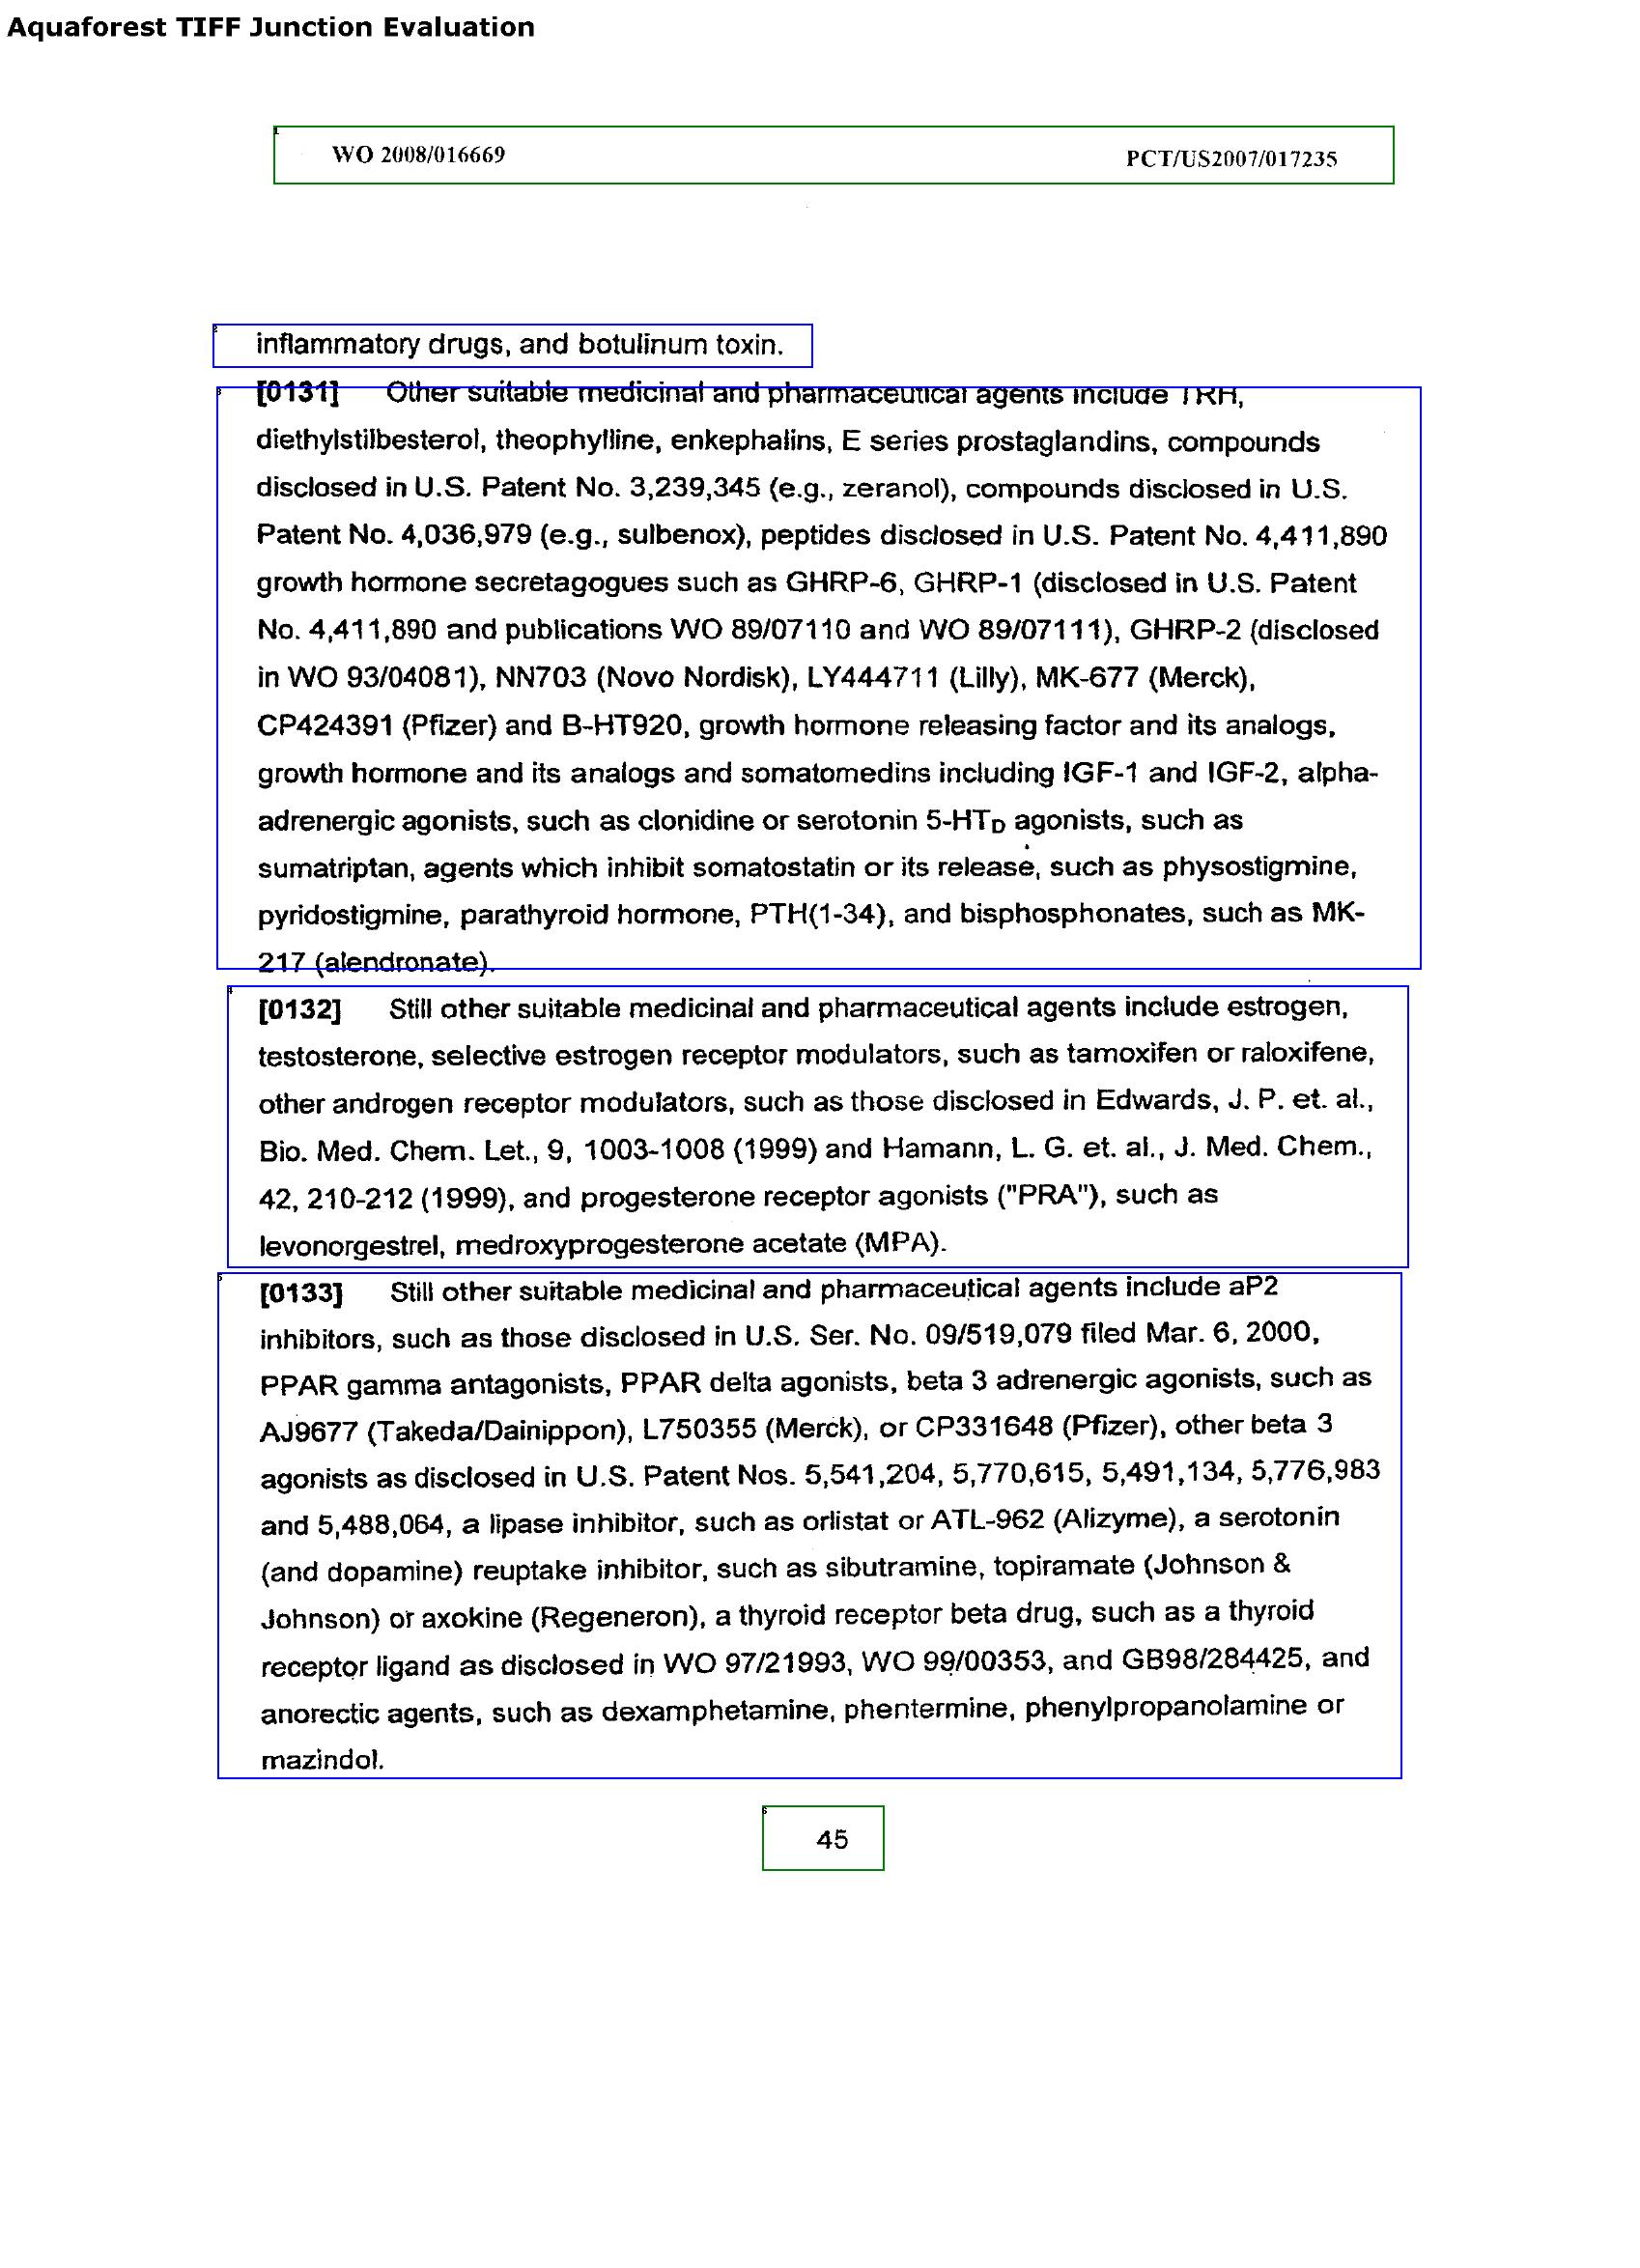 Aquaforest TIFF Junction Evaluation
1
WO 2008/016669 PCT/US2007/017235
2
inflammatory drugs, and botulinum toxin.
3
[0131] Other suitable medicinal and pharmaceutical agents include TRH,
diethylstilbesterol, theophylline, enkephalins, E series prostaglandins, compounds
disclosed in U.S. Patent No. 3,239,345 (e.g., zeranol), compounds disclosed in U.S.
Patent No. 4,036,979 (e.g., sulbenox), peptides disclosed in U.S. Patent No. 4,411,890
growth hormone secretagogues such as GHRP-6, GHRP-1 (disclosed in U.S. Patent
No. 4,411,890 and publications WO 89/07110 and WO 89/07111), GHRP-2 (disclosed
in WO 93/04081), NN703 (Novo Nordisk), LY444711 (Lilly), MK-677 (Merck),
CP424391 (Pfizer) and B-HT920, growth hormone releasing factor and its analogs,
growth hormone and its analogs and somatomedins including IGF-1 and IGF-2, alpha-
adrenergic agonists, such as clonidine or serotonin 5-HTD agonists, such as
sumatriptan, agents which inhibit somatostatin or its release, such as physostigmine,
pyridostigmine, parathyroid hormone, PTH(1-34), and bisphosphonates, such as MK-
217 (alendronate).
4
[0132] Still other suitable medicinal and pharmaceutical agents include estrogen,
testosterone, selective estrogen receptor modulators, such as tamoxifen or raloxifene,
other androgen receptor modulators, such as those disclosed in Edwards, J. P. et. al.,
Bio. Med. Chem. Let., 9, 1003-1008 (1999) and Hamann, L. G. et. al., J. Med. Chem.,
42, 210-212 (1999), and progesterone receptor agonists ("PRA"), such as
levonorgestrel, medroxyprogesterone acetate (MPA).
5
[0133] Still other suitable medicinal and pharmaceutical agents include aP2
inhibitors, such as those disclosed in U.S. Ser. No. 09/519,079 filed Mar. 6, 2000,
PPAR gamma antagonists, PPAR delta agonists, beta 3 adrenergic agonists, such as
AJ9677 (Takeda/Dainippon), L750355 (Merck), or CP331648 (Pfizer), other beta 3
agonists as disclosed in U.S. Patent Nos. 5,541,204, 5,770,615, 5,491,134, 5,776,983
and 5,488,064, a lipase inhibitor, such as orlistat or ATL-962 (Alizyme), a serotonin
(and dopamine) reuptake inhibitor, such as sibutramine, topiramate (Johnson &
Johnson) or axokine (Regeneron), a thyroid receptor beta drug, such as a thyroid
receptor ligand as disclosed in WO 97/21993, WO 99/00353, and GB98/284425, and
anorectic agents, such as dexamphetamine, phentermine, phenylpropanolamine or
mazindol.
6
45